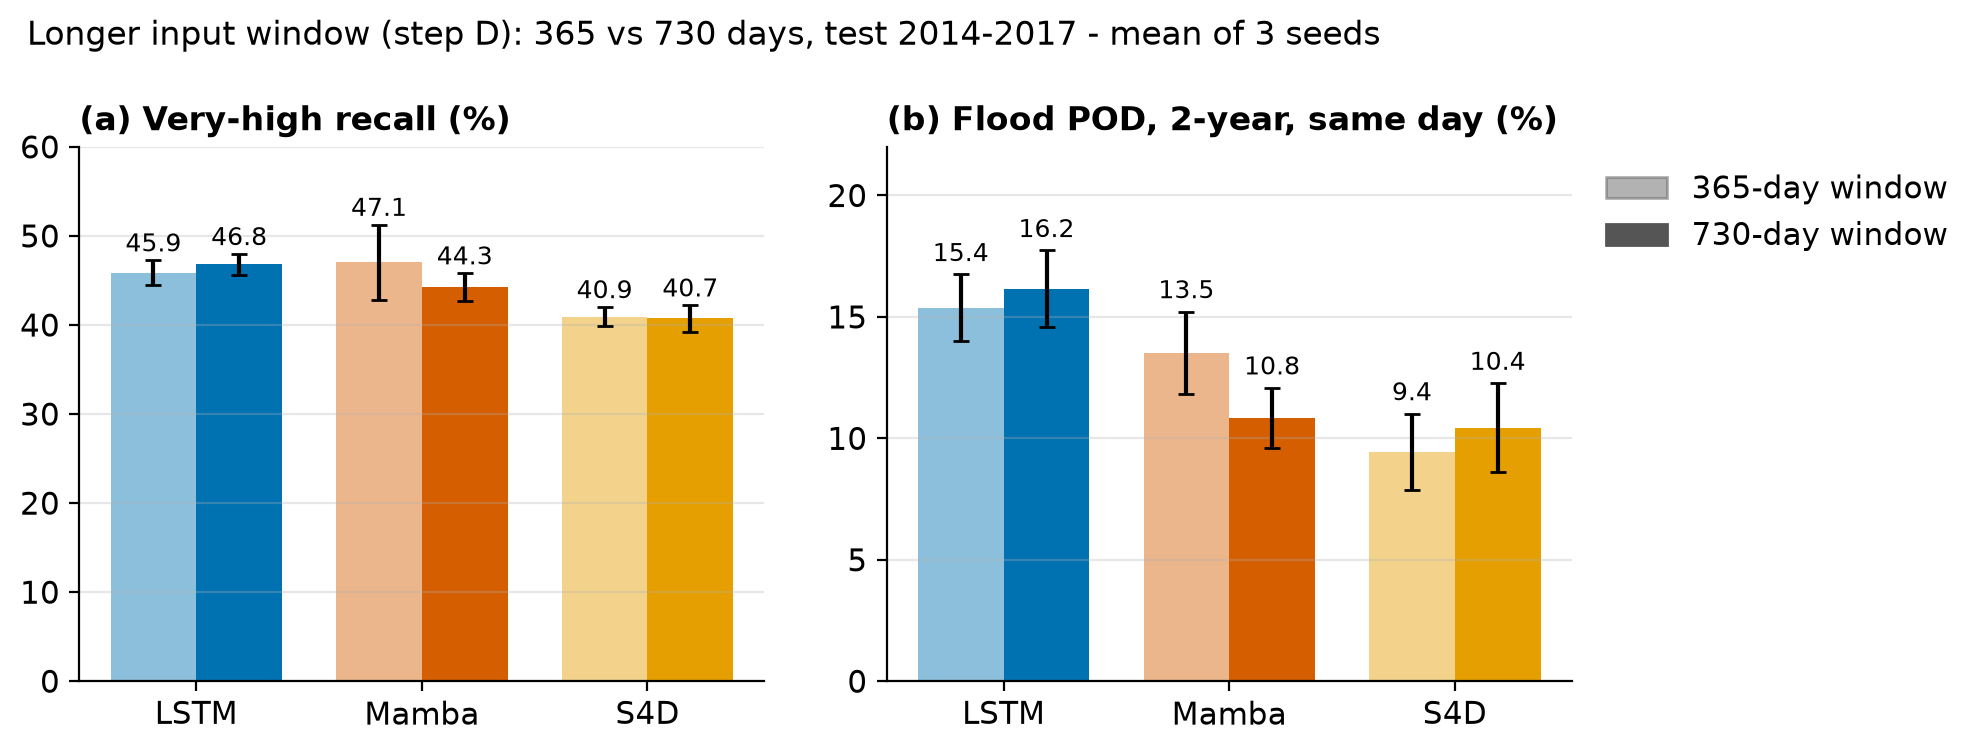 Longer input window (step D): 365 vs 730 days, test 2014-2017 - mean of 3 seeds
(a) Very-high recall (%)
60
50
40
30
20
10
0
45.9
46.8
47.1
44.3
40.9
40.7
LSTM
Mamba
S4D
(b) Flood POD, 2-year, same day (%)
20
15
10
5
0
15.4
16.2
13.5
10.8
9.4
10.4
LSTM
Mamba
S4D
365-day window
730-day window